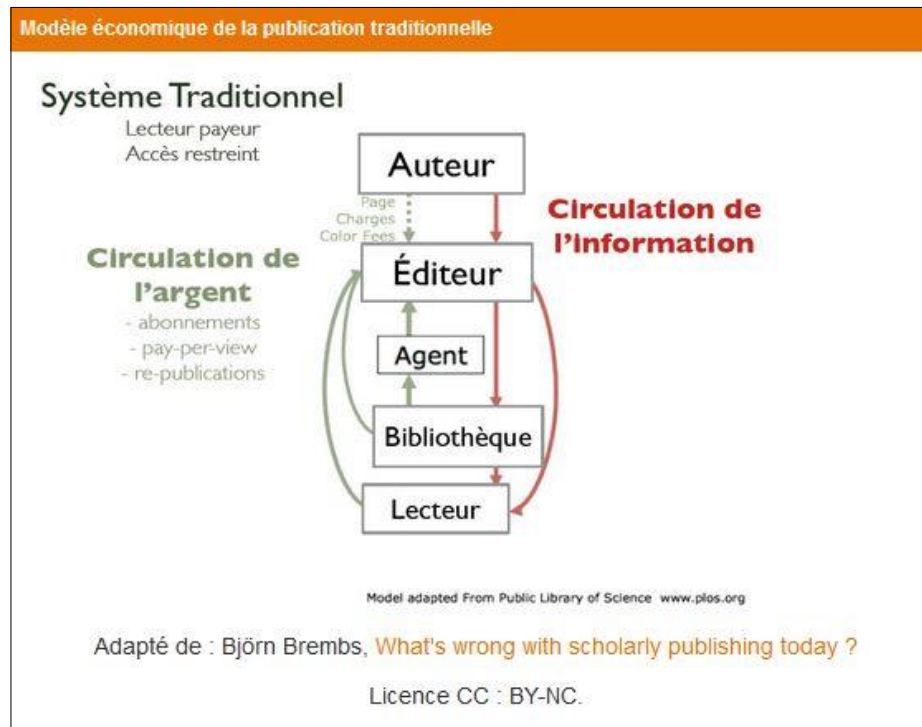 Modèle économique de la publication traditionnelle
Système Traditionnel
Lecteur payeur
Accès restreint
Auteur
Page
Charges
Color Fees
Circulation de
l'information
Circulation de
l'argent
- abonnements
- pay-per-view
- re-publications
Éditeur
Agent
Bibliothèque
Lecteur
Model adapted From Public Library of Science www.plos.org
Adapté de : Björn Brembs, What's wrong with scholarly publishing today ?
Licence CC : BY-NC.